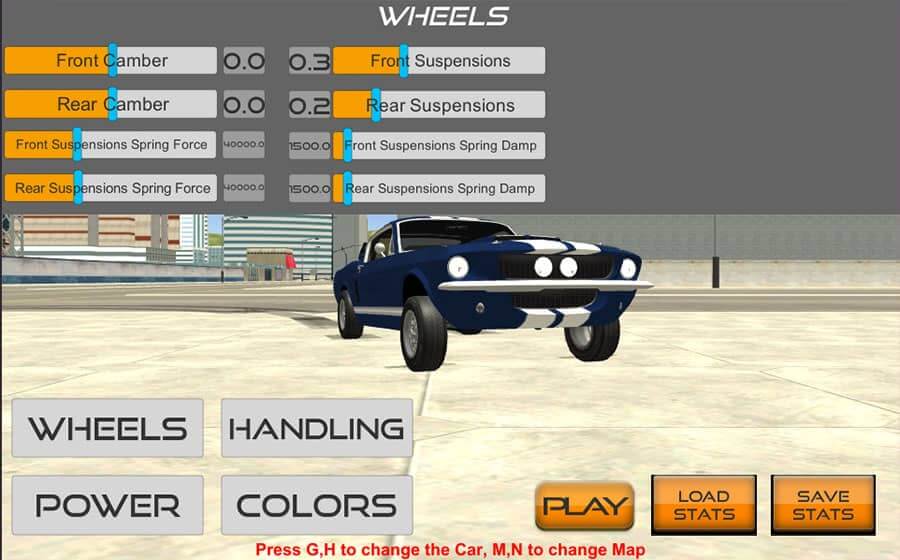 WHEELS
Front Camber 0.0 0.3 Front Suspensions
Rear Camber 0.0 0.2 Rear Suspensions
Front Suspensions Spring Force 40000.0 1500.0 Front Suspensions Spring Damp
Rear Suspensions Spring Force 40000.0 1500.0 Rear Suspensions Spring Damp
WHEELS HANDLING
POWER COLORS
PLAY
LOAD
STATS
SAVE
STATS
Press G,H to change the Car, M,N to change Map